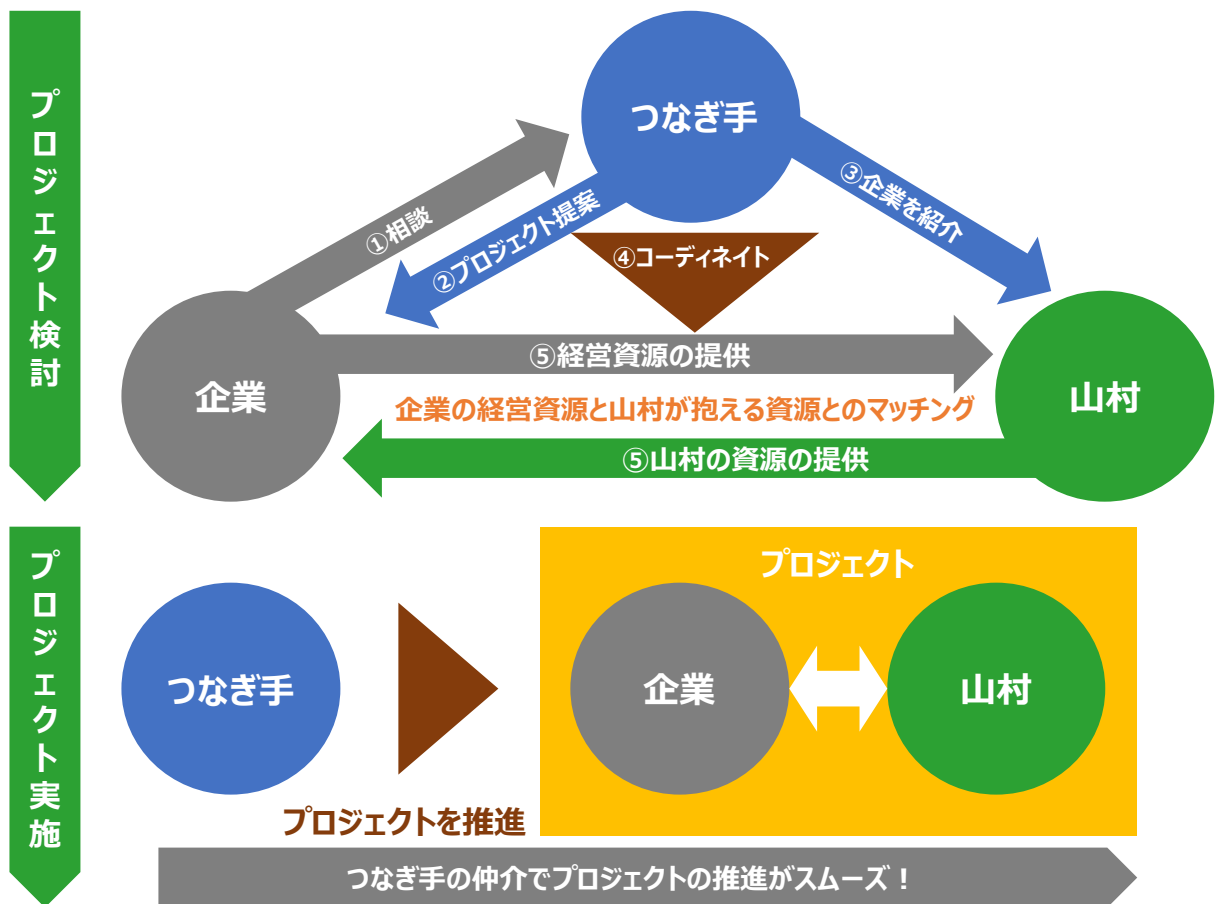 プロジェクト検討
つなぎ手
①相談
②プロジェクト提案
③企業を紹介
④コーディネイト
企業
⑤経営資源の提供
企業の経営資源と山村が抱える資源とのマッチング
⑤山村の資源の提供
山村
プロジェクト実施
つなぎ手
プロジェクトを推進
プロジェクト
企業
山村
つなぎ手の仲介でプロジェクトの推進がスムーズ！